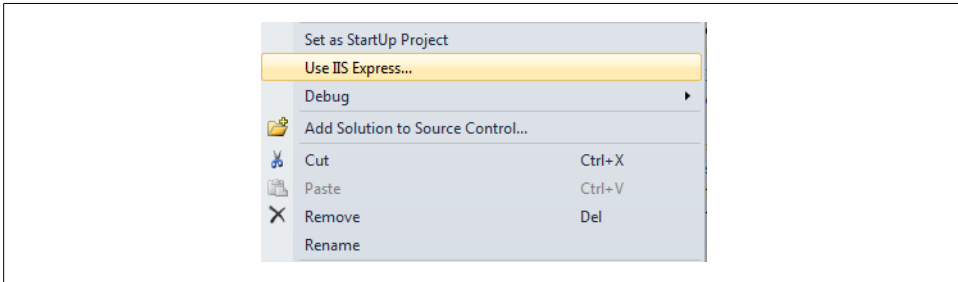 Set as StartUp Project
Use IIS Express...
Debug
Add Solution to Source Control...
Cut Ctrl+X
Paste Ctrl+V
Remove Del
Rename